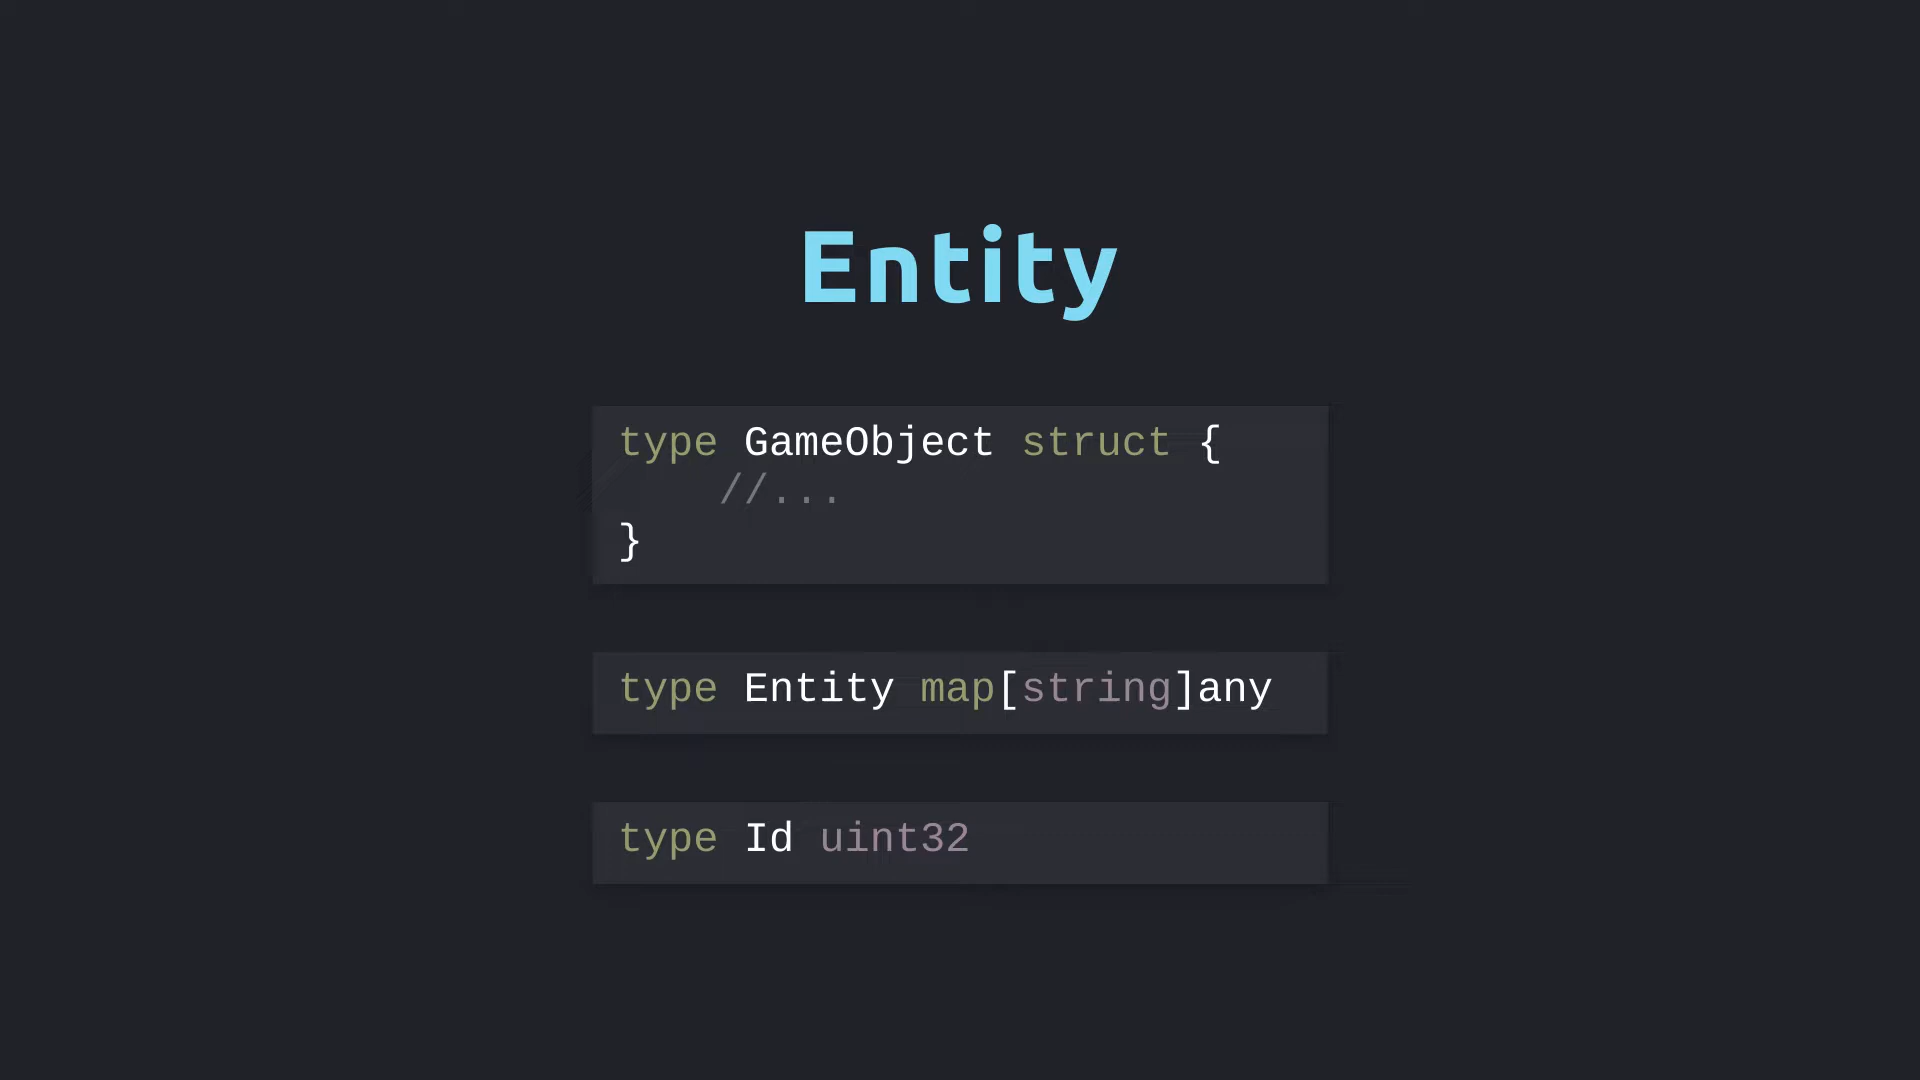 Entity
type GameObject struct {
    //...
}
type Entity map[string]any
type Id uint32